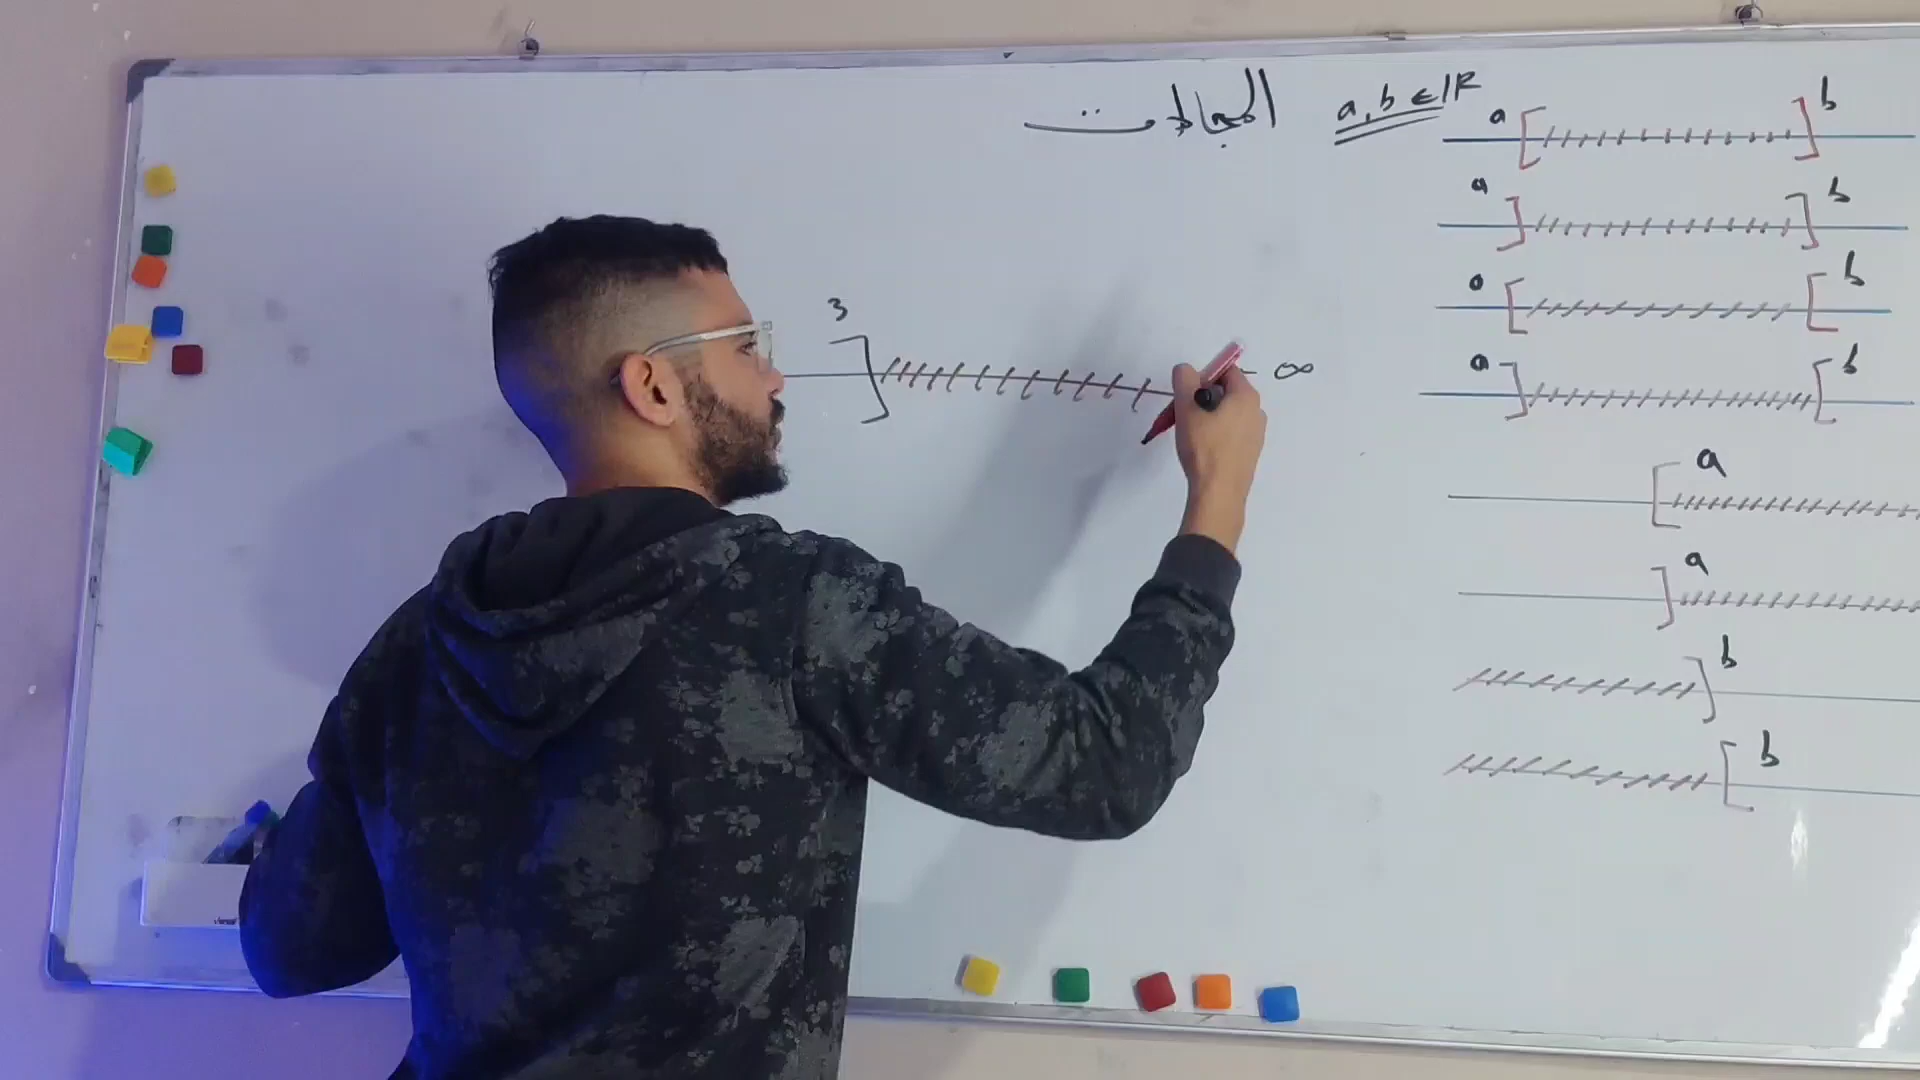 المجالات
a, b ∈ IR
a [ ] b
a ] ] b
a [ [ b
a ] [ b
3 ] ∞
[ a
] a
] b
[ b